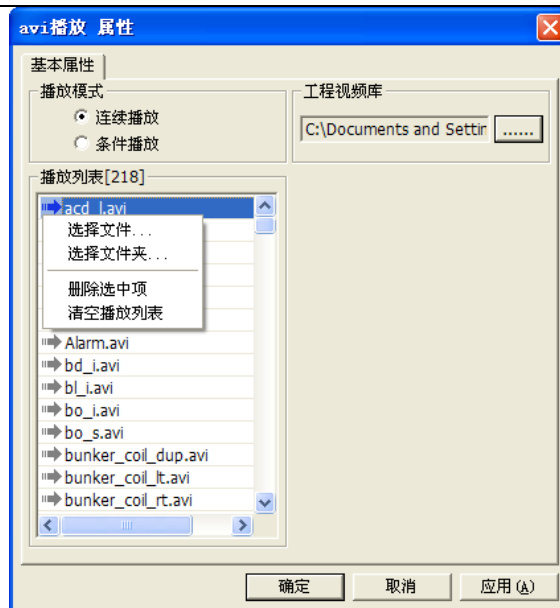 avi播放 属性
基本属性
播放模式
连续播放
条件播放
工程视频库
C:\Documents and Settir
......
播放列表[218]
acd_l.avi
选择文件...
选择文件夹...
删除选中项
清空播放列表
Alarm.avi
bd_i.avi
bl_i.avi
bo_i.avi
bo_s.avi
bunker_coil_dup.avi
bunker_coil_lt.avi
bunker_coil_rt.avi
确定
取消
应用(A)